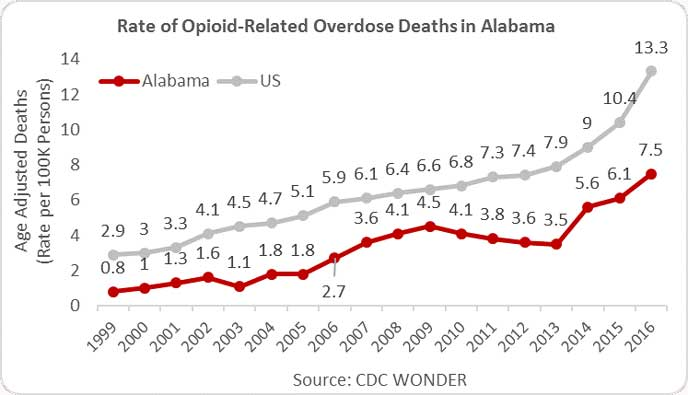 Rate of Opioid-Related Overdose Deaths in Alabama
Age Adjusted Deaths
(Rate per 100K Persons)
14
12
10
8
6
4
2
0
Alabama
US
2.9 3 3.3 4.1 4.5 4.7 5.1 5.9 6.1 6.4 6.6 6.8 7.3 7.4 7.9 9 10.4 13.3
0.8 1 1.3 1.6 1.1 1.8 1.8 2.7 3.6 4.1 4.5 4.1 3.8 3.6 3.5 5.6 6.1 7.5
1999 2000 2001 2002 2003 2004 2005 2006 2007 2008 2009 2010 2011 2012 2013 2014 2015 2016
Source: CDC WONDER